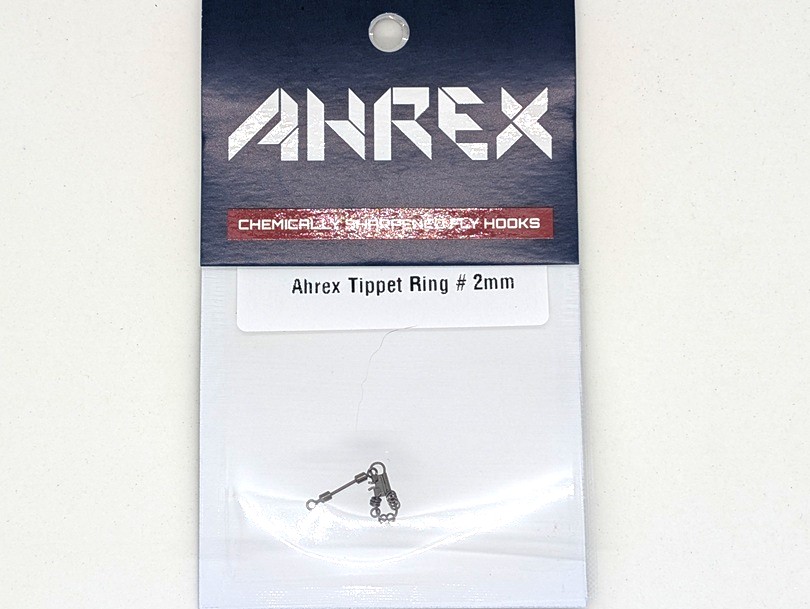 AHREX
CHEMICALLY SHARPENED FLY HOOKS
Ahrex Tippet Ring # 2mm